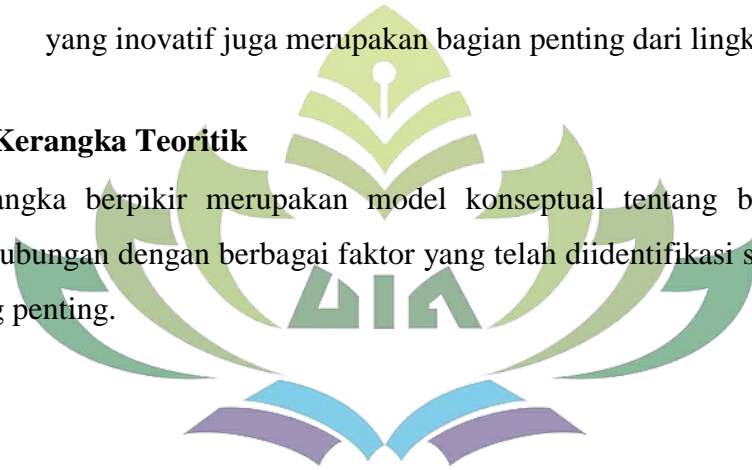 yang inovatif juga merupakan bagian penting dari lingk
Kerangka Teoritik
angka berpikir merupakan model konseptual tentang b
ubungan dengan berbagai faktor yang telah diidentifikasi s
g penting.
UIN